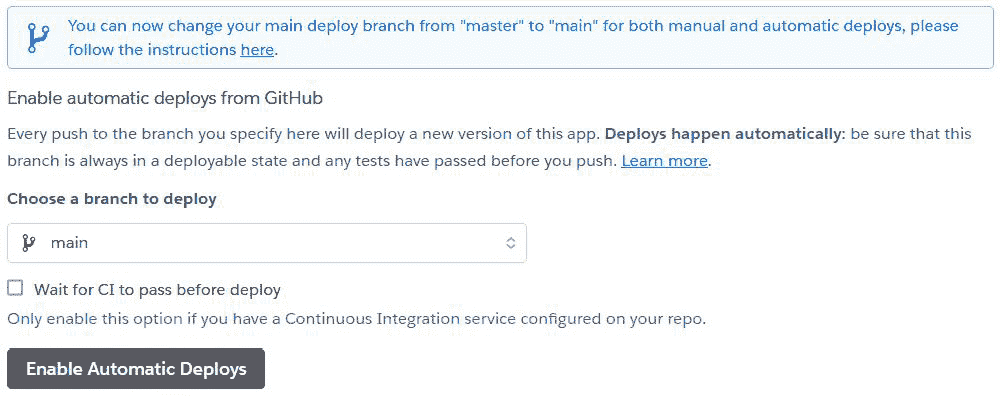 You can now change your main deploy branch from "master" to "main" for both manual and automatic deploys, please
follow the instructions here.
Enable automatic deploys from GitHub
Every push to the branch you specify here will deploy a new version of this app. Deploys happen automatically: be sure that this
branch is always in a deployable state and any tests have passed before you push. Learn more.
Choose a branch to deploy
main
Wait for CI to pass before deploy
Only enable this option if you have a Continuous Integration service configured on your repo.
Enable Automatic Deploys